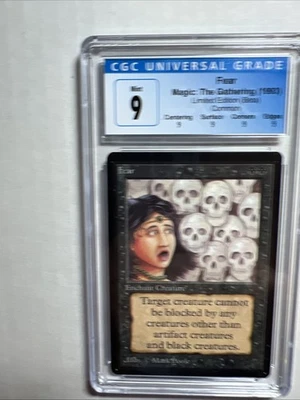 CGC UNIVERSAL GRADE
Mint
9
Fear
Magic: The Gathering (1993)
Limited Edition (Beta)
Common
Centering Surface Corners Edges
9 9 9 9
Fear
Enchant Creature
Target creature cannot
be blocked by any
creatures other than
artifact creatures
and black creatures.